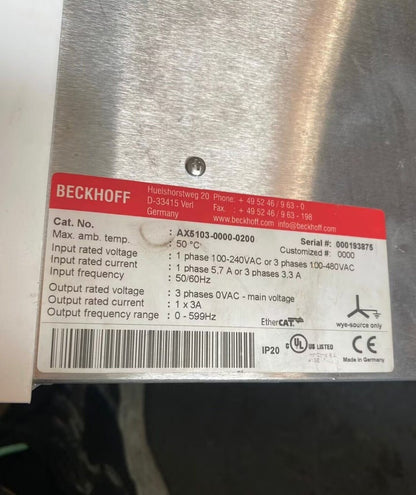 BECKHOFF
Huelshorstweg 20 Phone: + 49 52 46 / 9 63 - 0
D-33415 Verl Fax. : + 49 52 46 / 9 63 - 198
Germany www.beckhoff.com info@beckhoff.com
Cat. No. : AX5103-0000-0200 Serial #: 000193875
Max. amb. temp. : 50 °C Customized #: 0000
Input rated voltage : 1 phase 100-240VAC or 3 phases 100-480VAC
Input rated current : 1 phase 5,7 A or 3 phases 3,3 A
Input frequency : 50/60Hz
Output rated voltage : 3 phases 0VAC - main voltage
Output rated current : 1 x 3A
Output frequency range : 0 - 599Hz
EtherCAT
wye-source only
IP20 C UL US LISTED CE
Made in Germany